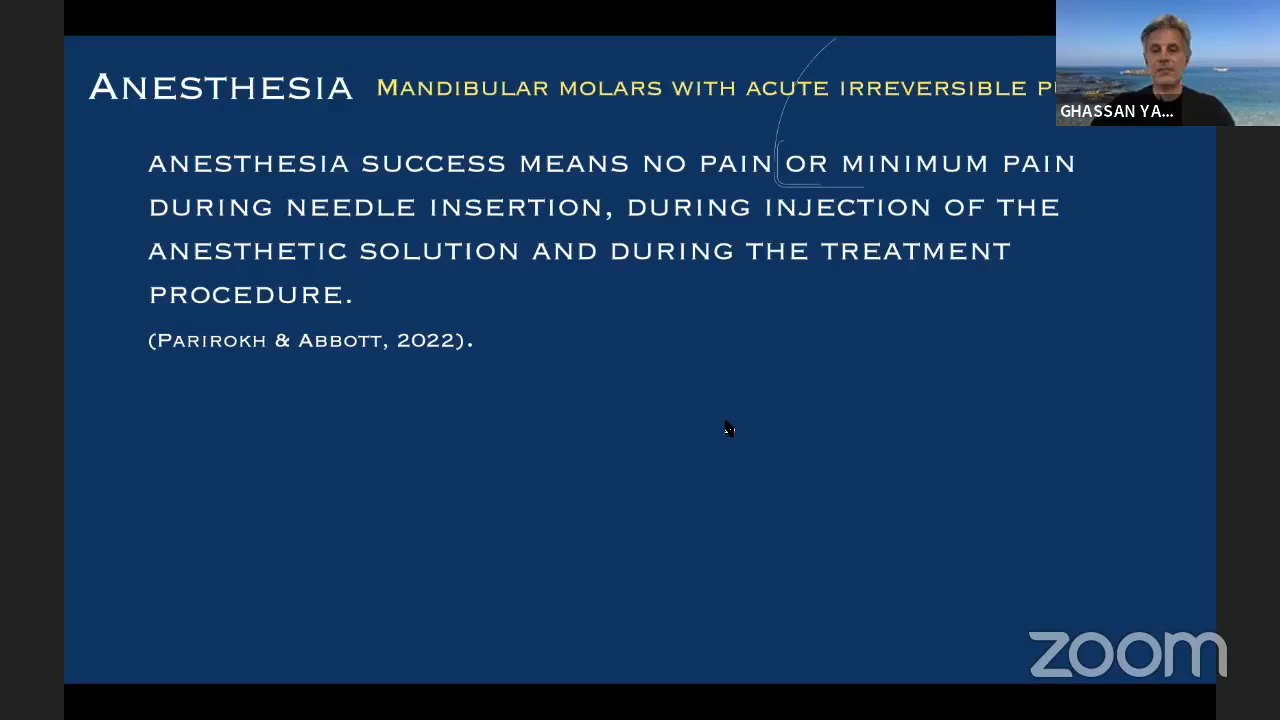 ANESTHESIA MANDIBULAR MOLARS WITH ACUTE IRREVERSIBLE
ANESTHESIA SUCCESS MEANS NO PAIN OR MINIMUM PAIN
DURING NEEDLE INSERTION, DURING INJECTION OF THE
ANESTHETIC SOLUTION AND DURING THE TREATMENT
PROCEDURE.
(PARIROKH & ABBOTT, 2022).
GHASSAN YA...
zoom